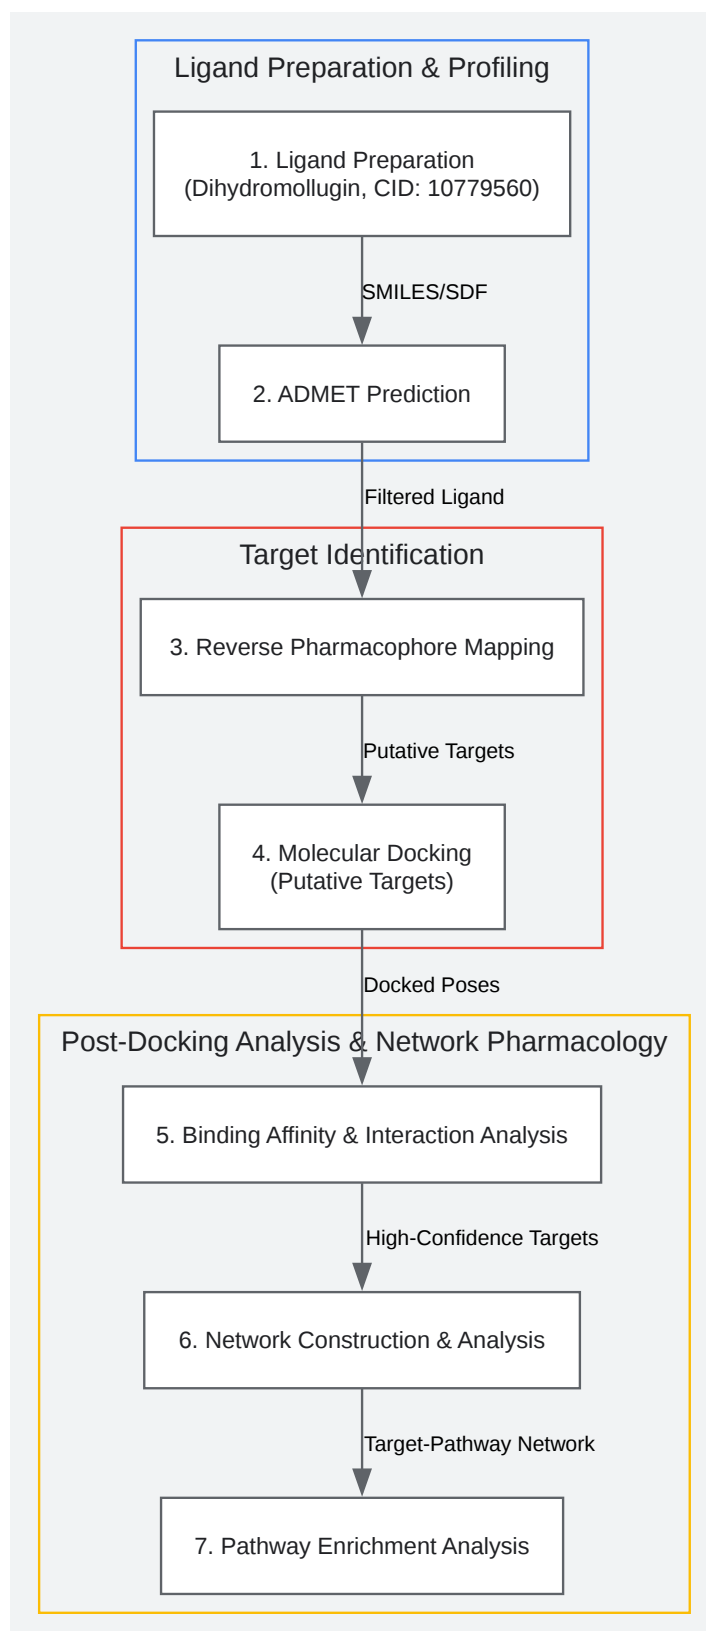 Ligand Preparation & Profiling
1. Ligand Preparation
(Dihydromollugin, CID: 10779560)
SMILES/SDF
2. ADMET Prediction
Filtered Ligand
Target Identification
3. Reverse Pharmacophore Mapping
Putative Targets
4. Molecular Docking
(Putative Targets)
Docked Poses
Post-Docking Analysis & Network Pharmacology
5. Binding Affinity & Interaction Analysis
High-Confidence Targets
6. Network Construction & Analysis
Target-Pathway Network
7. Pathway Enrichment Analysis